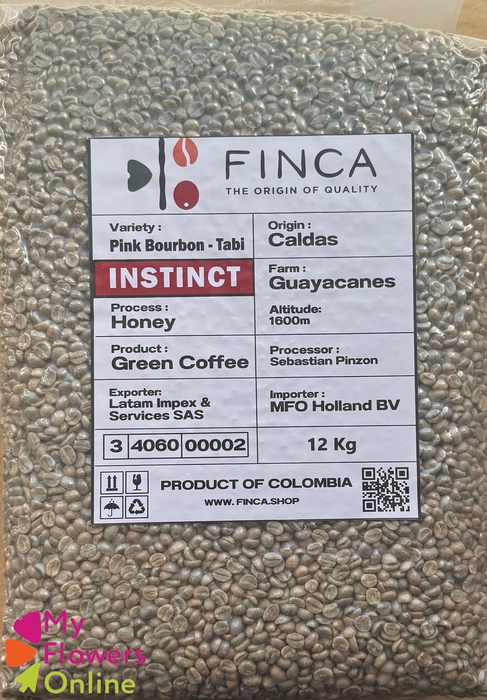 FINCA
THE ORIGIN OF QUALITY
Variety :
Pink Bourbon - Tabi
Origin :
Caldas
INSTINCT
Farm :
Guayacanes
Process :
Honey
Altitude:
1600m
Product :
Green Coffee
Processor :
Sebastian Pinzon
Exporter:
Latam Impex &
Services SAS
Importer :
MFO Holland BV
3 4060 00002
12 Kg
PRODUCT OF COLOMBIA
WWW. FINCA.SHOP
My
Flowers
Online